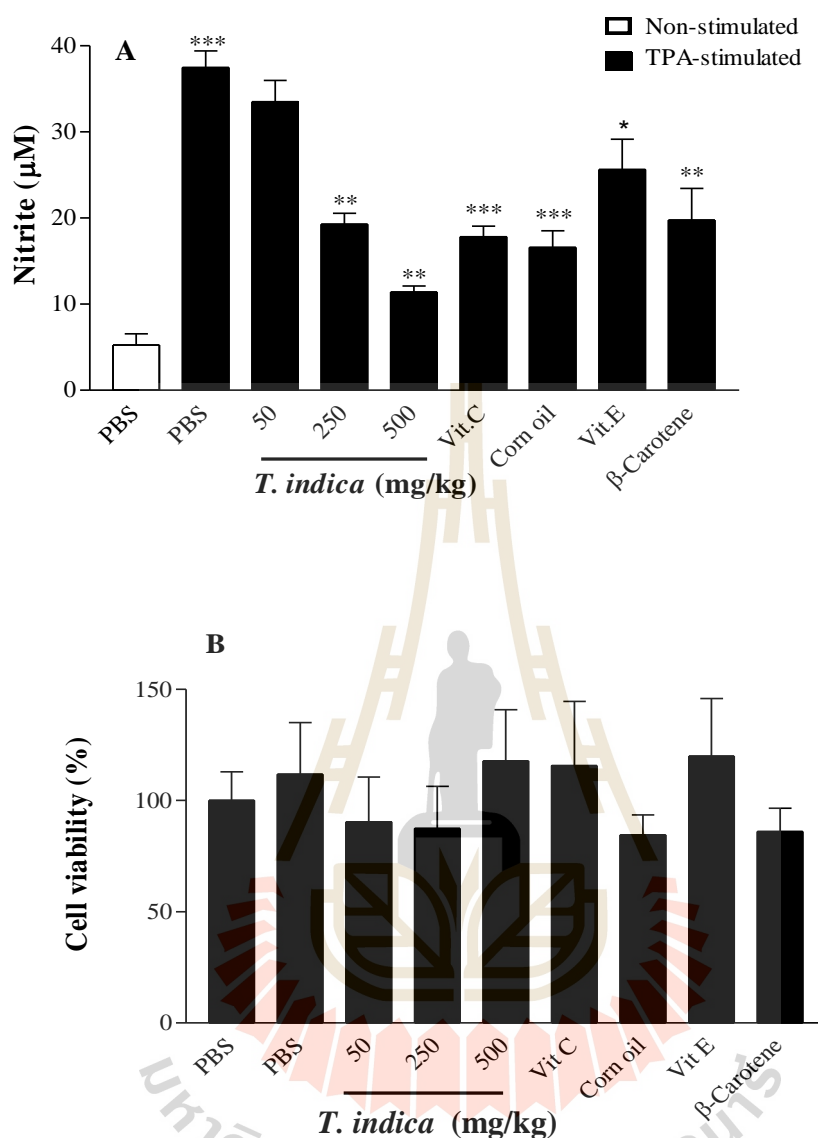 Non-stimulated
TPA-stimulated
A
Nitrite (µM)
40
30
20
10
0
***
**
**
***
***
*
**
PBS
PBS
50
250
500
Vit.C
Corn oil
Vit.E
β-Carotene
T. indica (mg/kg)
B
Cell viability (%)
150
100
50
0
PBS
PBS
50
250
500
Vit C
Corn oil
Vit E
β-Carotene
T. indica (mg/kg)